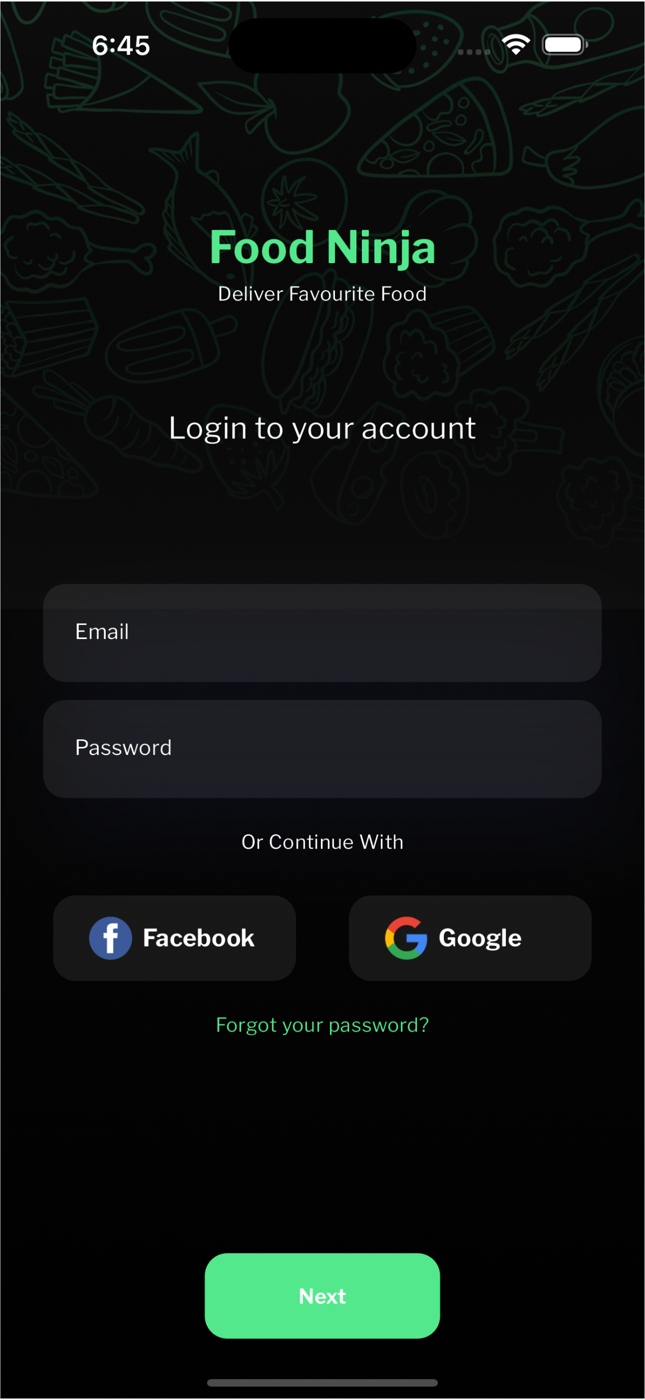 6:45
Food Ninja
Deliver Favourite Food
Login to your account
Email
Password
Or Continue With
Facebook
Google
Forgot your password?
Next